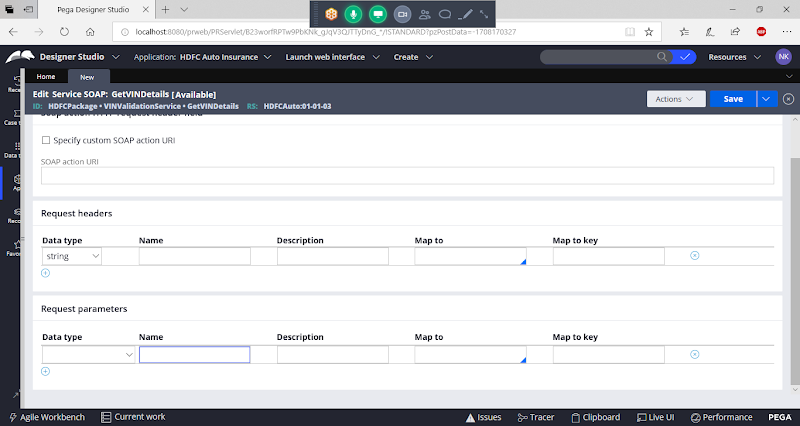 Pega Designer Studio
localhost:8080/prweb/PRServlet/B23worfRPTw9PbKNk_gJqV3QJTTyDnG_*/!STANDARD?pzPostData=-1708170327
Designer Studio Application: HDFC Auto Insurance Launch web interface Create Resources NK
Home New
Edit Service SOAP: GetVINDetails [Available]
ID: HDFCPackage • VINValidationService • GetVINDetails RS: HDFCAuto:01-01-03
Actions Save
Specify custom SOAP action URI
SOAP action URI
Request headers
Data type Name Description Map to Map to key
string
Request parameters
Data type Name Description Map to Map to key
Agile Workbench Current work Issues Tracer Clipboard Live UI Performance PEGA